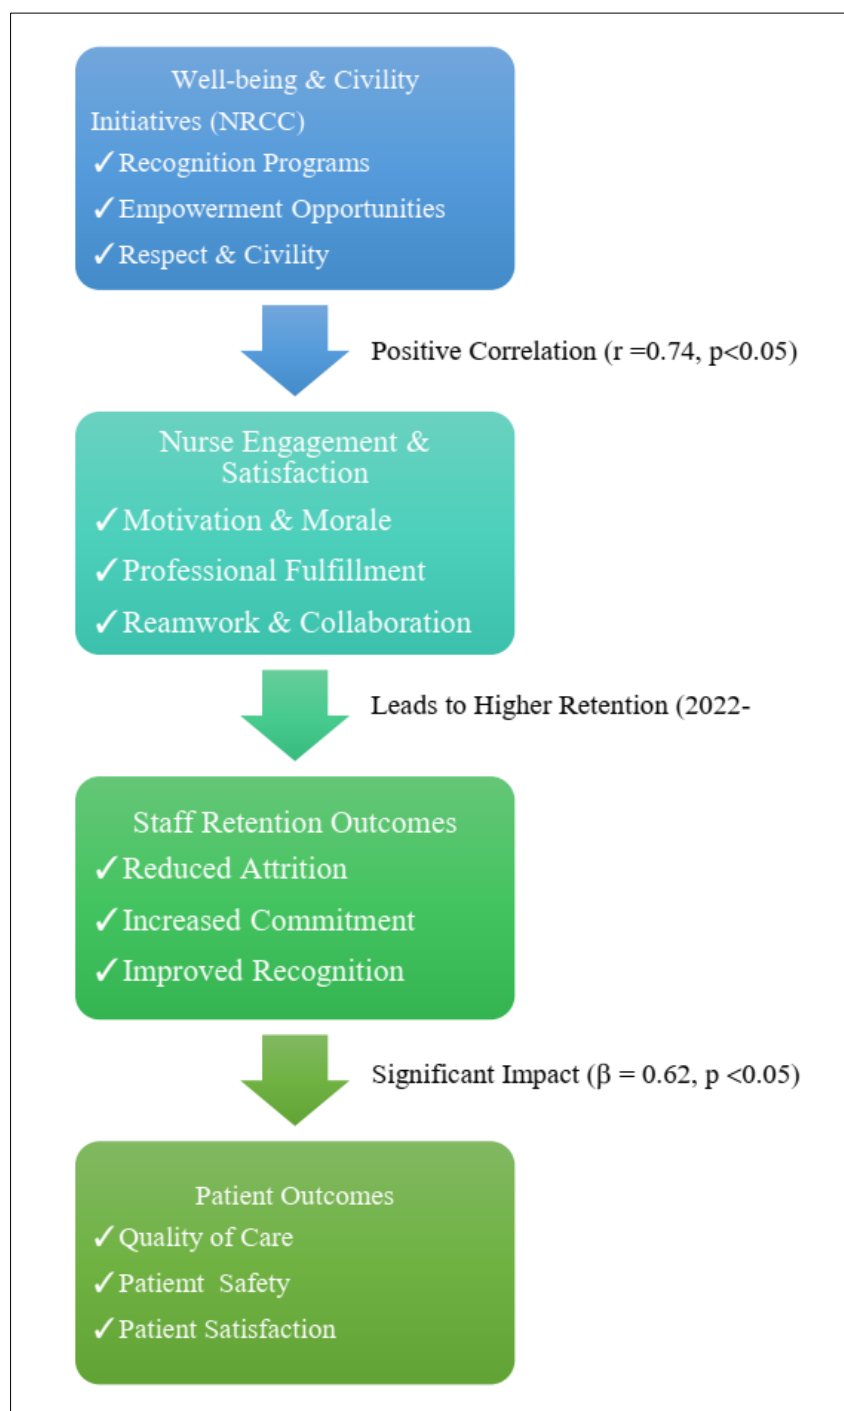 Well-being & Civility
Initiatives (NRCC)
✓Recognition Programs
✓Empowerment Opportunities
✓Respect & Civility
Positive Correlation (r =0.74, p<0.05)
Nurse Engagement &
Satisfaction
✓Motivation & Morale
✓Professional Fulfillment
✓Reamwork & Collaboration
Leads to Higher Retention (2022-
Staff Retention Outcomes
✓Reduced Attrition
✓Increased Commitment
✓Improved Recognition
Significant Impact (β = 0.62, p <0.05)
Patient Outcomes
✓Quality of Care
✓Patiemt  Safety
✓Patient Satisfaction